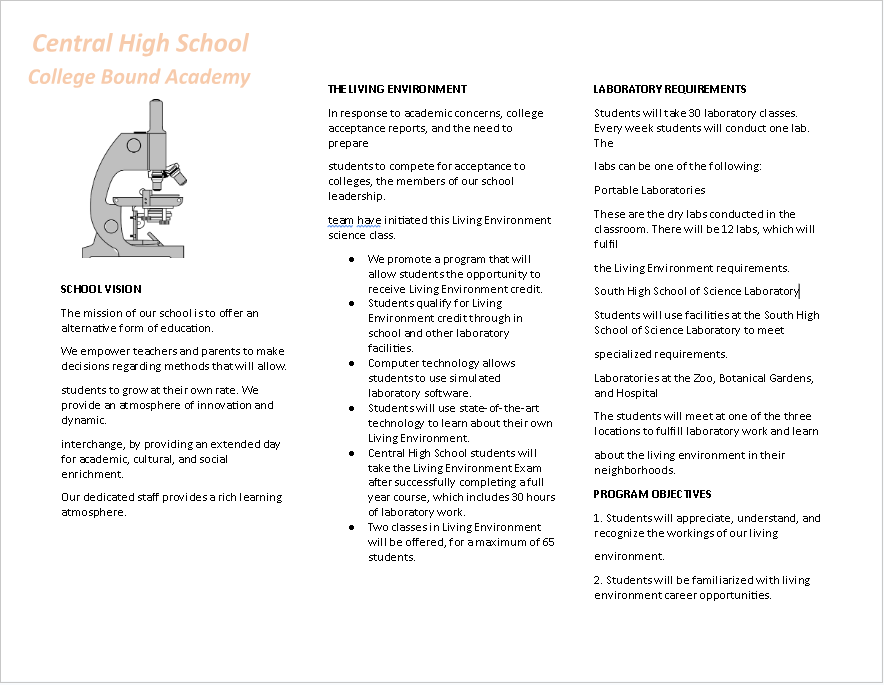 Central High School
College Bound Academy
SCHOOL VISION
The mission of our school is to offer an
alternative form of education.
We empower teachers and parents to make
decisions regarding methods that will allow.
students to grow at their own rate. We
provide an atmosphere of innovation and
dynamic.
interchange, by providing an extended day
for academic, cultural, and social
enrichment.
Our dedicated staff provides a rich learning
atmosphere.
THE LIVING ENVIRONMENT
In response to academic concerns, college
acceptance reports, and the need to
prepare
students to compete for acceptance to
colleges, the members of our school
leadership.
team have initiated this Living Environment
science class.
● We promote a program that will
allow students the opportunity to
receive Living Environment credit.
● Students qualify for Living
Environment credit through in
school and other laboratory
facilities.
● Computer technology allows
students to use simulated
laboratory software.
● Students will use state-of-the-art
technology to learn about their own
Living Environment.
● Central High School students will
take the Living Environment Exam
after successfully completing a full
year course, which includes 30 hours
of laboratory work.
● Two classes in Living Environment
will be offered, for a maximum of 65
students.
LABORATORY REQUIREMENTS
Students will take 30 laboratory classes.
Every week students will conduct one lab.
The
labs can be one of the following:
Portable Laboratories
These are the dry labs conducted in the
classroom. There will be 12 labs, which will
fulfil
the Living Environment requirements.
South High School of Science Laboratory
Students will use facilities at the South High
School of Science Laboratory to meet
specialized requirements.
Laboratories at the Zoo, Botanical Gardens,
and Hospital
The students will meet at one of the three
locations to fulfill laboratory work and learn
about the living environment in their
neighborhoods.
PROGRAM OBJECTIVES
1. Students will appreciate, understand, and
recognize the workings of our living
environment.
2. Students will be familiarized with living
environment career opportunities.